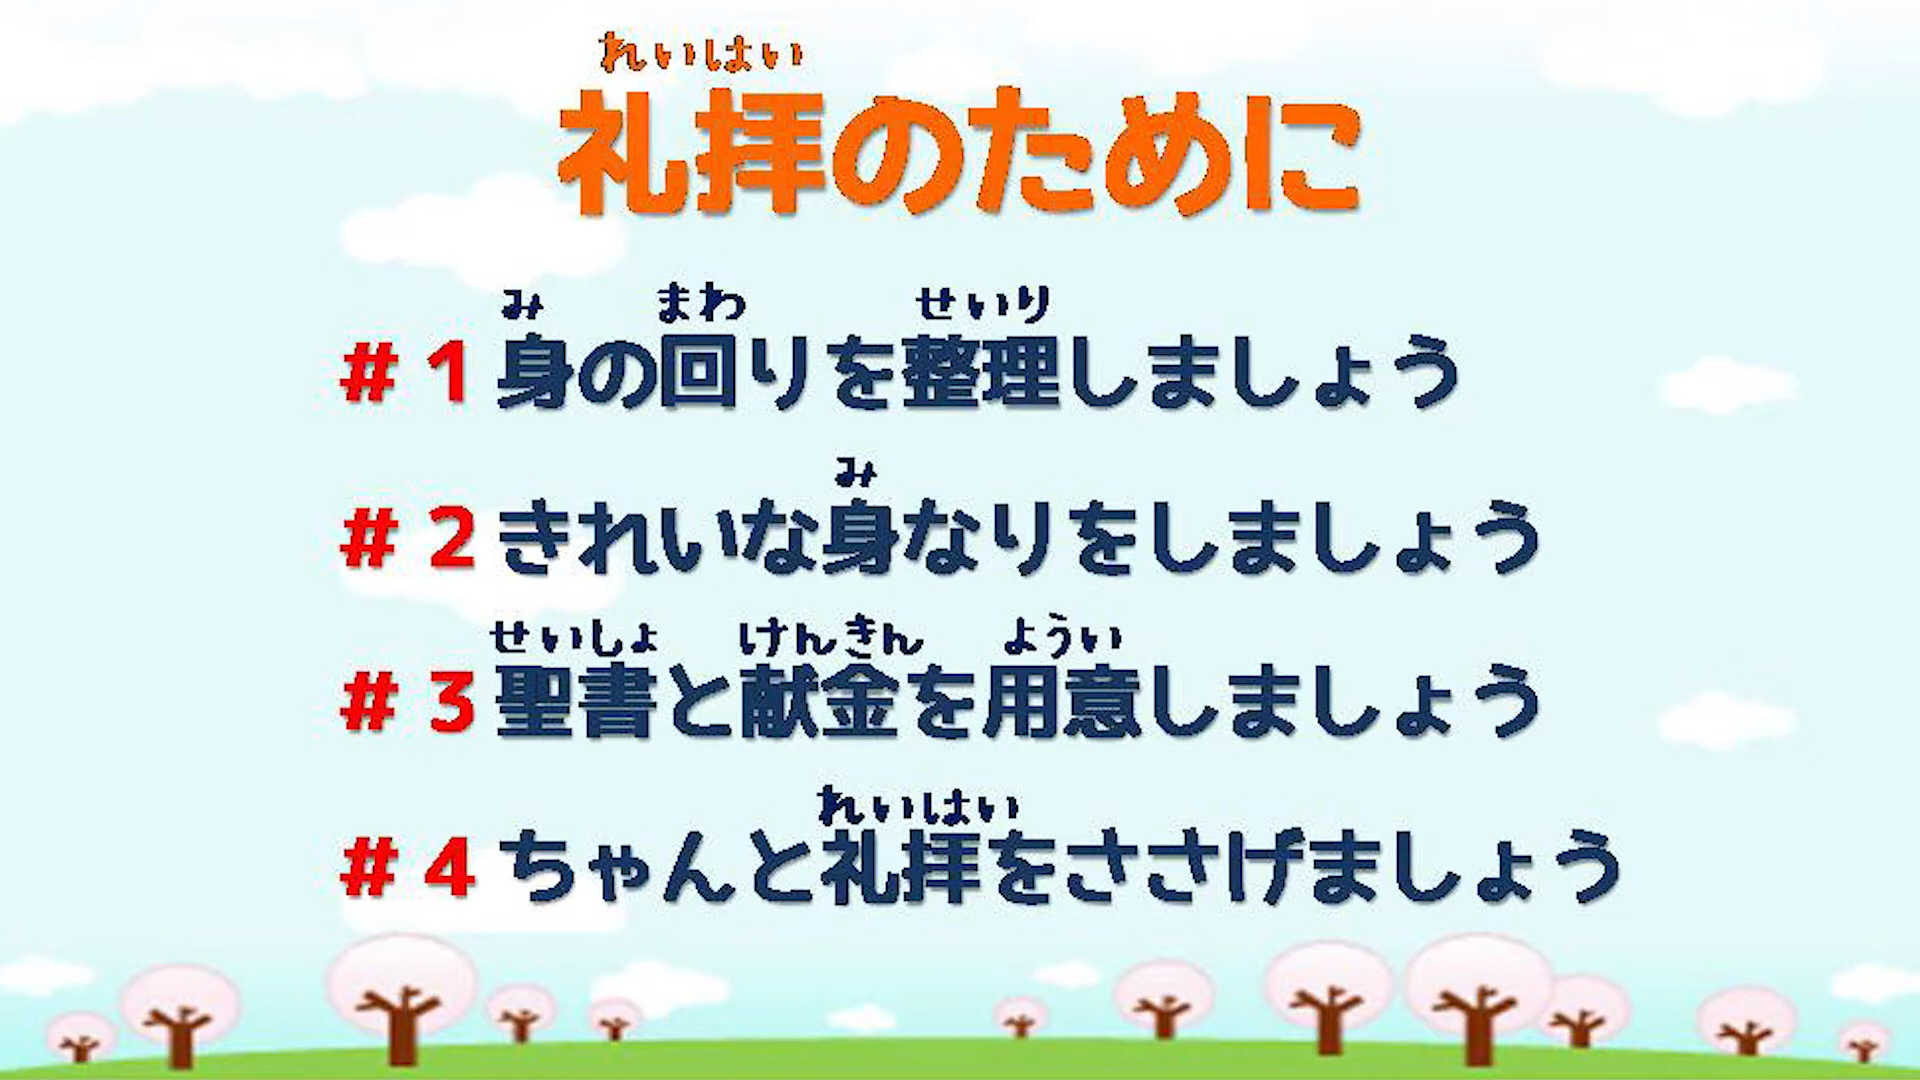 れいはい
礼拝のために
み まわ せいり
#1 身の回りを整理しましょう
み
#2 きれいな身なりをしましょう
せいしょ けんきん ようい
#3 聖書と献金を用意しましょう
れいはい
#4 ちゃんと礼拝をささげましょう